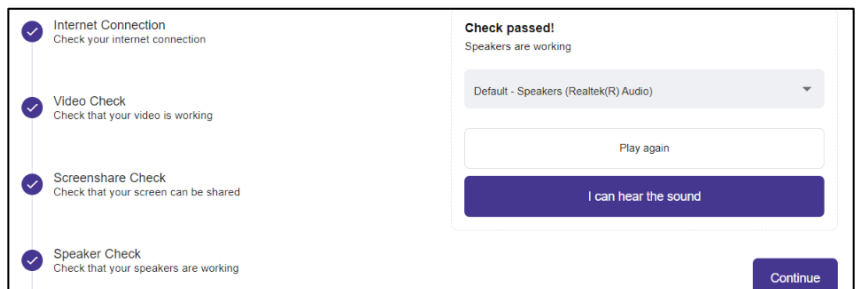 Internet Connection
Check your internet connection
Video Check
Check that your video is working
Screenshare Check
Check that your screen can be shared
Speaker Check
Check that your speakers are working
Check passed!
Speakers are working
Default - Speakers (Realtek(R) Audio)
Play again
I can hear the sound
Continue